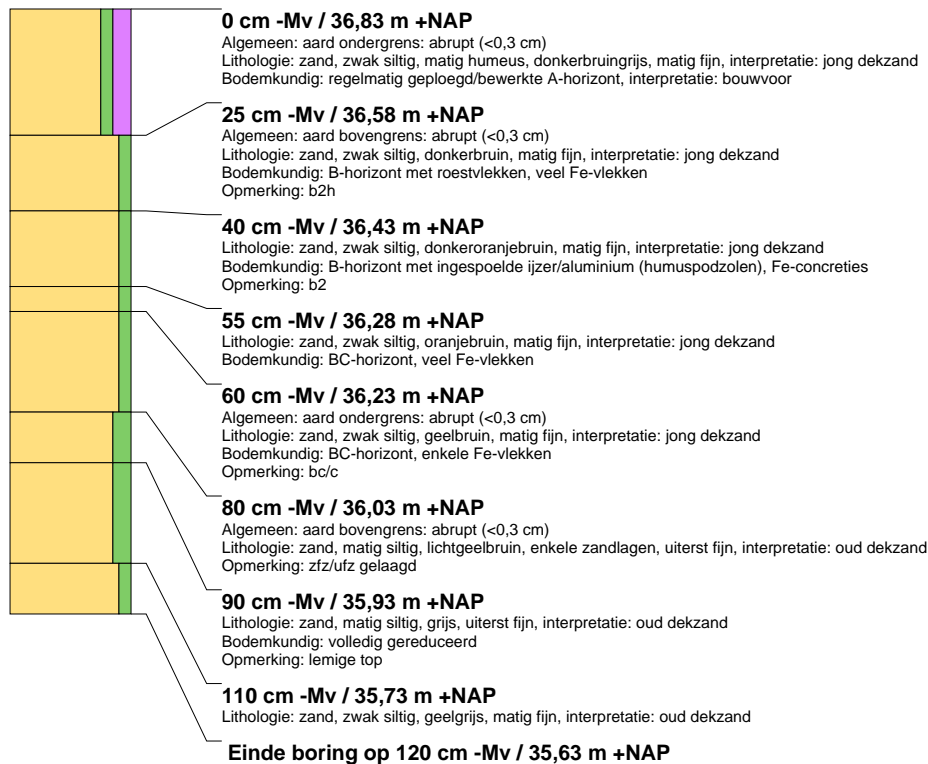 0 cm -Mv / 36,83 m +NAP
Algemeen: aard ondergrens: abrupt (<0,3 cm)
Lithologie: zand, zwak siltig, matig humeus, donkerbruingrijs, matig fijn, interpretatie: jong dekzand
Bodemkundig: regelmatig geploegd/bewerkte A-horizont, interpretatie: bouwvoor
25 cm -Mv / 36,58 m +NAP
Algemeen: aard bovengrens: abrupt (<0,3 cm)
Lithologie: zand, zwak siltig, donkerbruin, matig fijn, interpretatie: jong dekzand
Bodemkundig: B-horizont met roestvlekken, veel Fe-vlekken
Opmerking: b2h
40 cm -Mv / 36,43 m +NAP
Lithologie: zand, zwak siltig, donkeroranjebruin, matig fijn, interpretatie: jong dekzand
Bodemkundig: B-horizont met ingespoelde ijzer/aluminium (humuspodzolen), Fe-concreties
Opmerking: b2
55 cm -Mv / 36,28 m +NAP
Lithologie: zand, zwak siltig, oranjebruin, matig fijn, interpretatie: jong dekzand
Bodemkundig: BC-horizont, veel Fe-vlekken
60 cm -Mv / 36,23 m +NAP
Algemeen: aard ondergrens: abrupt (<0,3 cm)
Lithologie: zand, zwak siltig, geelbruin, matig fijn, interpretatie: jong dekzand
Bodemkundig: BC-horizont, enkele Fe-vlekken
Opmerking: bc/c
80 cm -Mv / 36,03 m +NAP
Algemeen: aard bovengrens: abrupt (<0,3 cm)
Lithologie: zand, matig siltig, lichtgeelbruin, enkele zandlagen, uiterst fijn, interpretatie: oud dekzand
Opmerking: zfz/ufz gelaagd
90 cm -Mv / 35,93 m +NAP
Lithologie: zand, matig siltig, grijs, uiterst fijn, interpretatie: oud dekzand
Bodemkundig: volledig gereduceerd
Opmerking: lemige top
110 cm -Mv / 35,73 m +NAP
Lithologie: zand, zwak siltig, geelgrijs, matig fijn, interpretatie: oud dekzand
Einde boring op 120 cm -Mv / 35,63 m +NAP